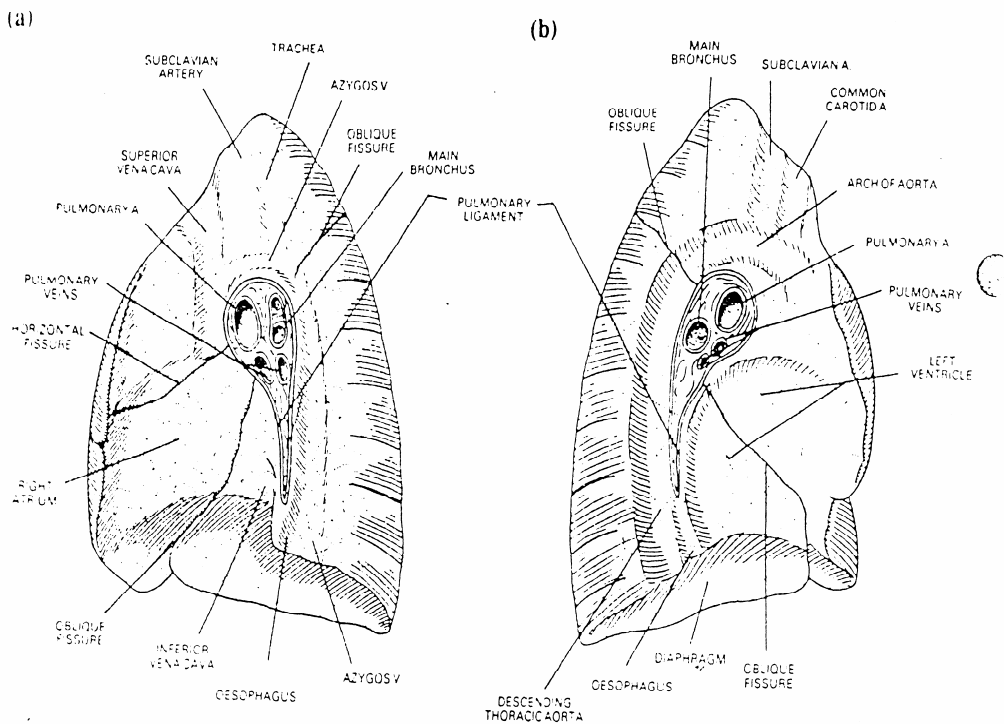 (a)
TRACHEA
SUBCLAVIAN
ARTERY
AZYGOS V
OBLIQUE
FISSURE
SUPERIOR
VENA CAVA
MAIN
BRONCHUS
PULMONARY A
PULMONARY
LIGAMENT
PULMONARY
VEINS
HORIZONTAL
FISSURE
RIGHT
ATRIUM
OBLIQUE
FISSURE
INFERIOR
VENA CAVA
OESOPHAGUS
AZYGOS V
(b)
MAIN
BRONCHUS
SUBCLAVIAN A.
COMMON
CAROTID A
OBLIQUE
FISSURE
ARCH OF AORTA
PULMONARY A
PULMONARY
VEINS
LEFT
VENTRICLE
DIAPHRAGM
OBLIQUE
FISSURE
OESOPHAGUS
DESCENDING
THORACIC AORTA